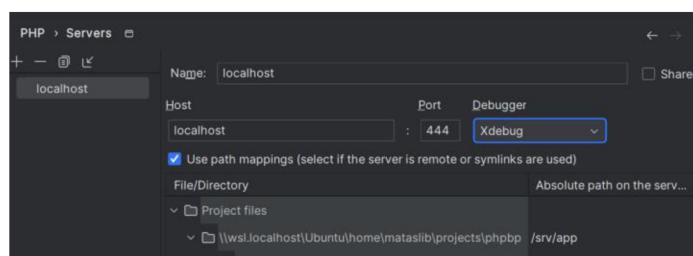 PHP › Servers
localhost
Name: localhost
Share
Host Port Debugger
localhost : 444 Xdebug
Use path mappings (select if the server is remote or symlinks are used)
File/Directory Absolute path on the serv...
Project files
\\wsl.localhost\Ubuntu\home\mataslib\projects\phpbp /srv/app